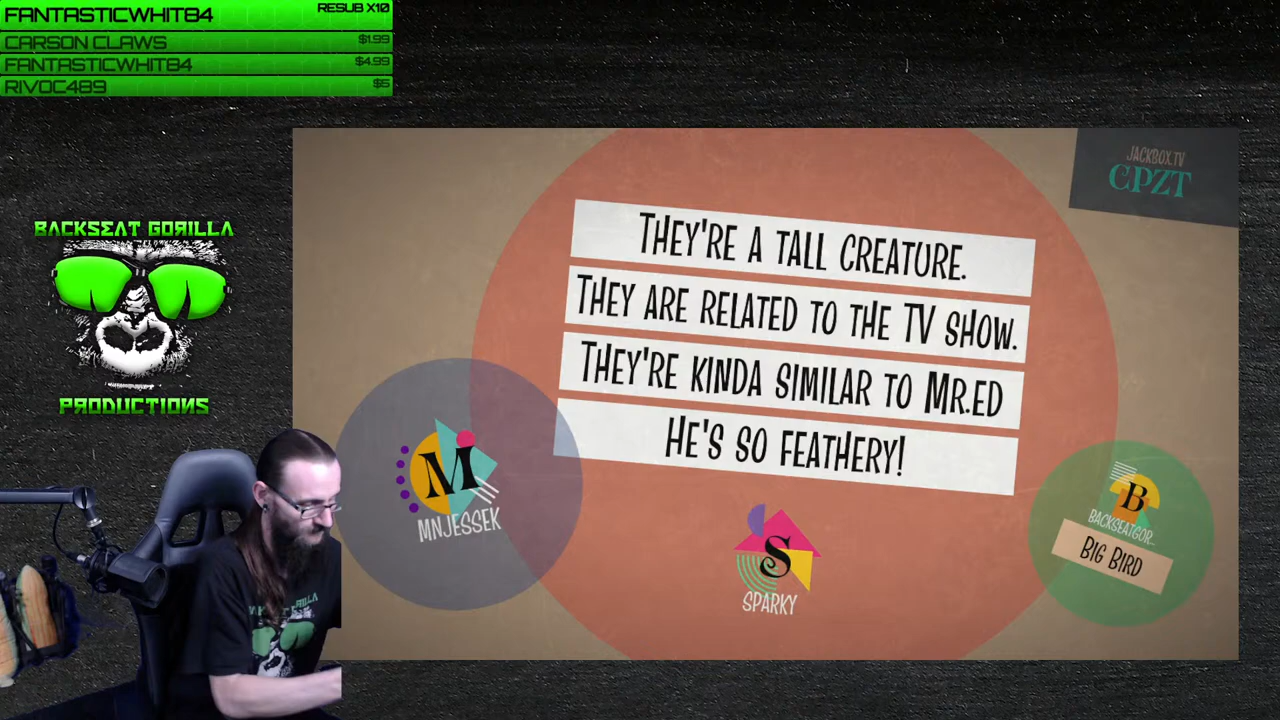 FANTASTICWHIT84 RESUB X10
CARSON CLAWS $1.99
FANTASTICWHIT84 $4.99
RIVOC489 $5
JACKBOX.TV
CPZT
BACKSEAT GORILLA
PRODUCTIONS
THEY'RE A TALL CREATURE.
THEY ARE RELATED TO THE TV SHOW.
THEY'RE KINDA SIMILAR TO MR.ED
HE'S SO FEATHERY!
M
MNJESSEK
S
SPARKY
B
BACKSEATGOR...
BIG BIRD